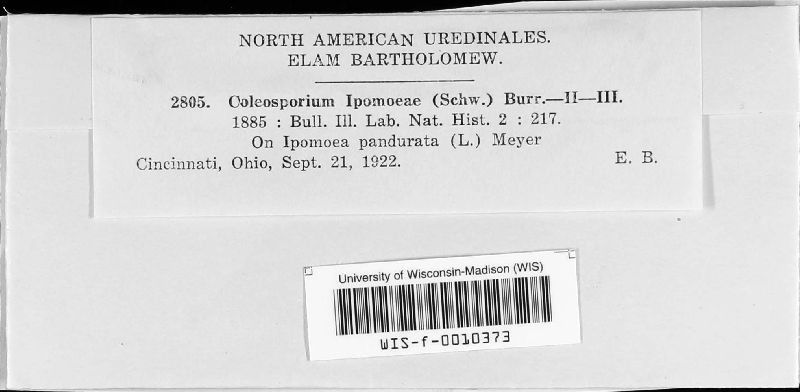 NORTH AMERICAN UREDINALES.
ELAM BARTHOLOMEW.
2805. Coleosporium Ipomoeae (Schw.) Burr.—II—III.
1885 : Bull. Ill. Lab. Nat. Hist. 2 : 217.
On Ipomoea pandurata (L.) Meyer
Cincinnati, Ohio, Sept. 21, 1922. E. B.
University of Wisconsin-Madison (WIS)
WIS-f-0010373